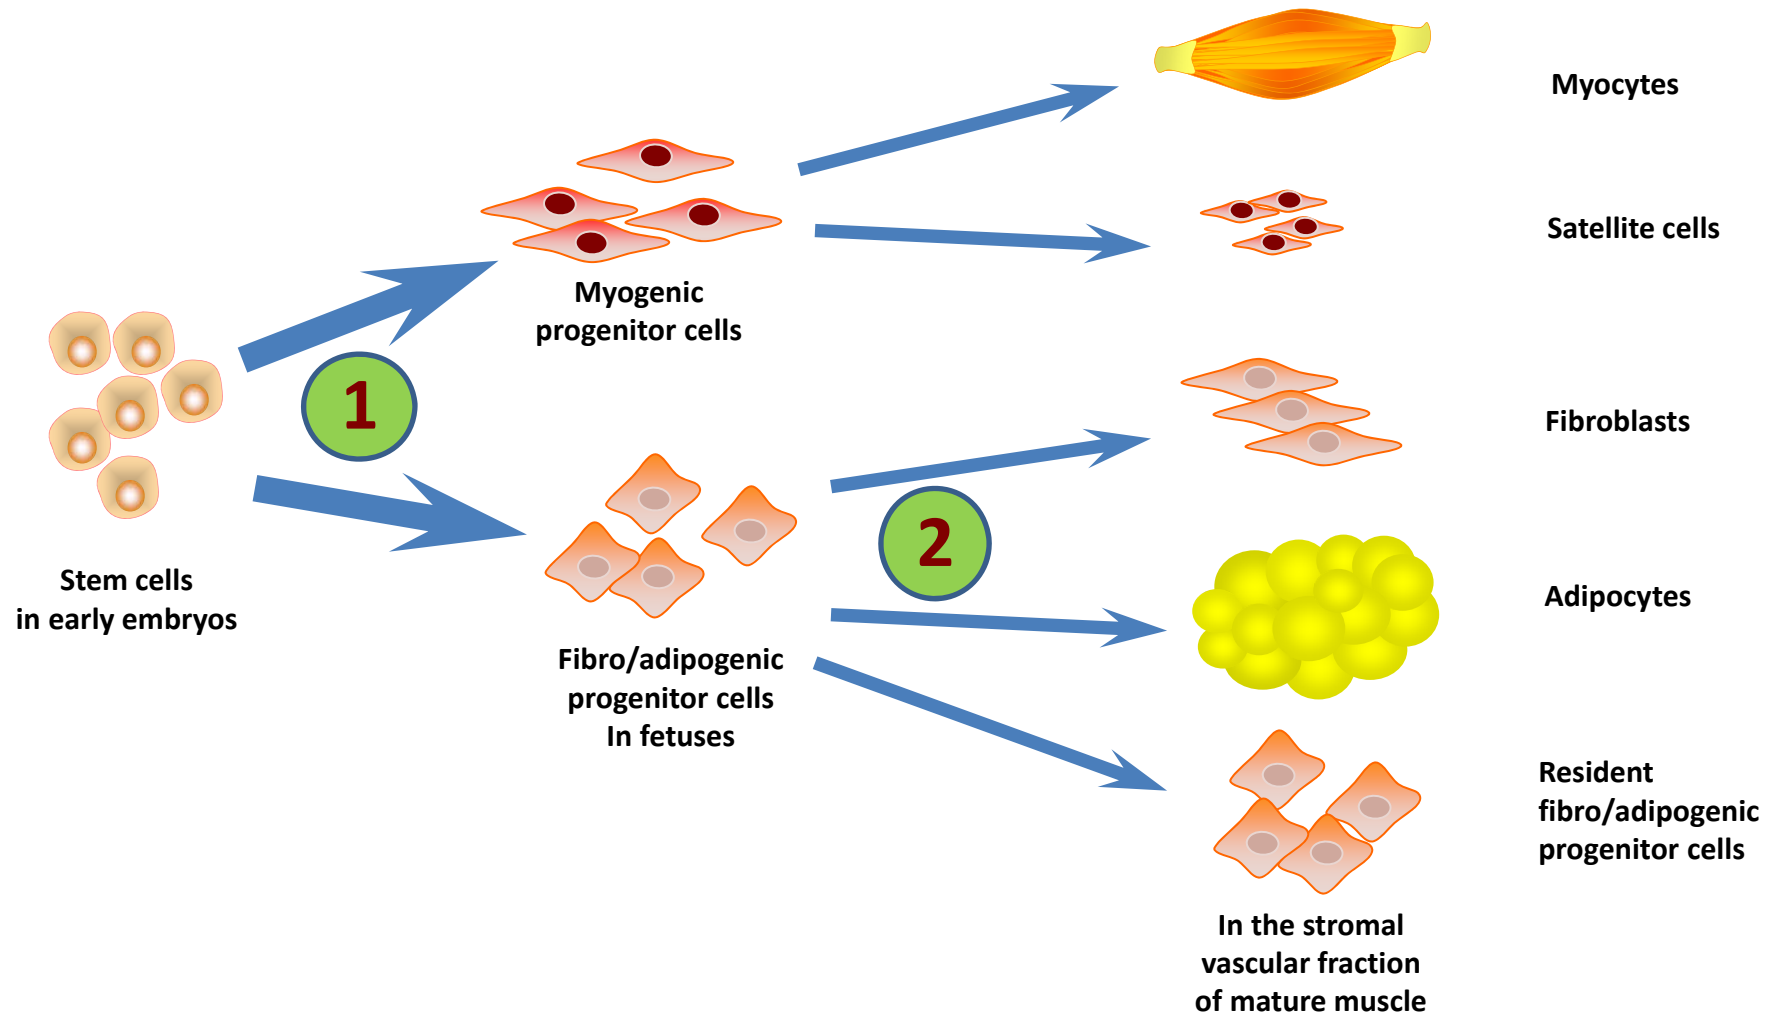 Myocytes
Satellite cells
Myogenic
progenitor cells
1
Stem cells
in early embryos
Fibroblasts
2
Adipocytes
Fibro/adipogenic
progenitor cells
In fetuses
Resident
fibro/adipogenic
progenitor cells
In the stromal
vascular fraction
of mature muscle